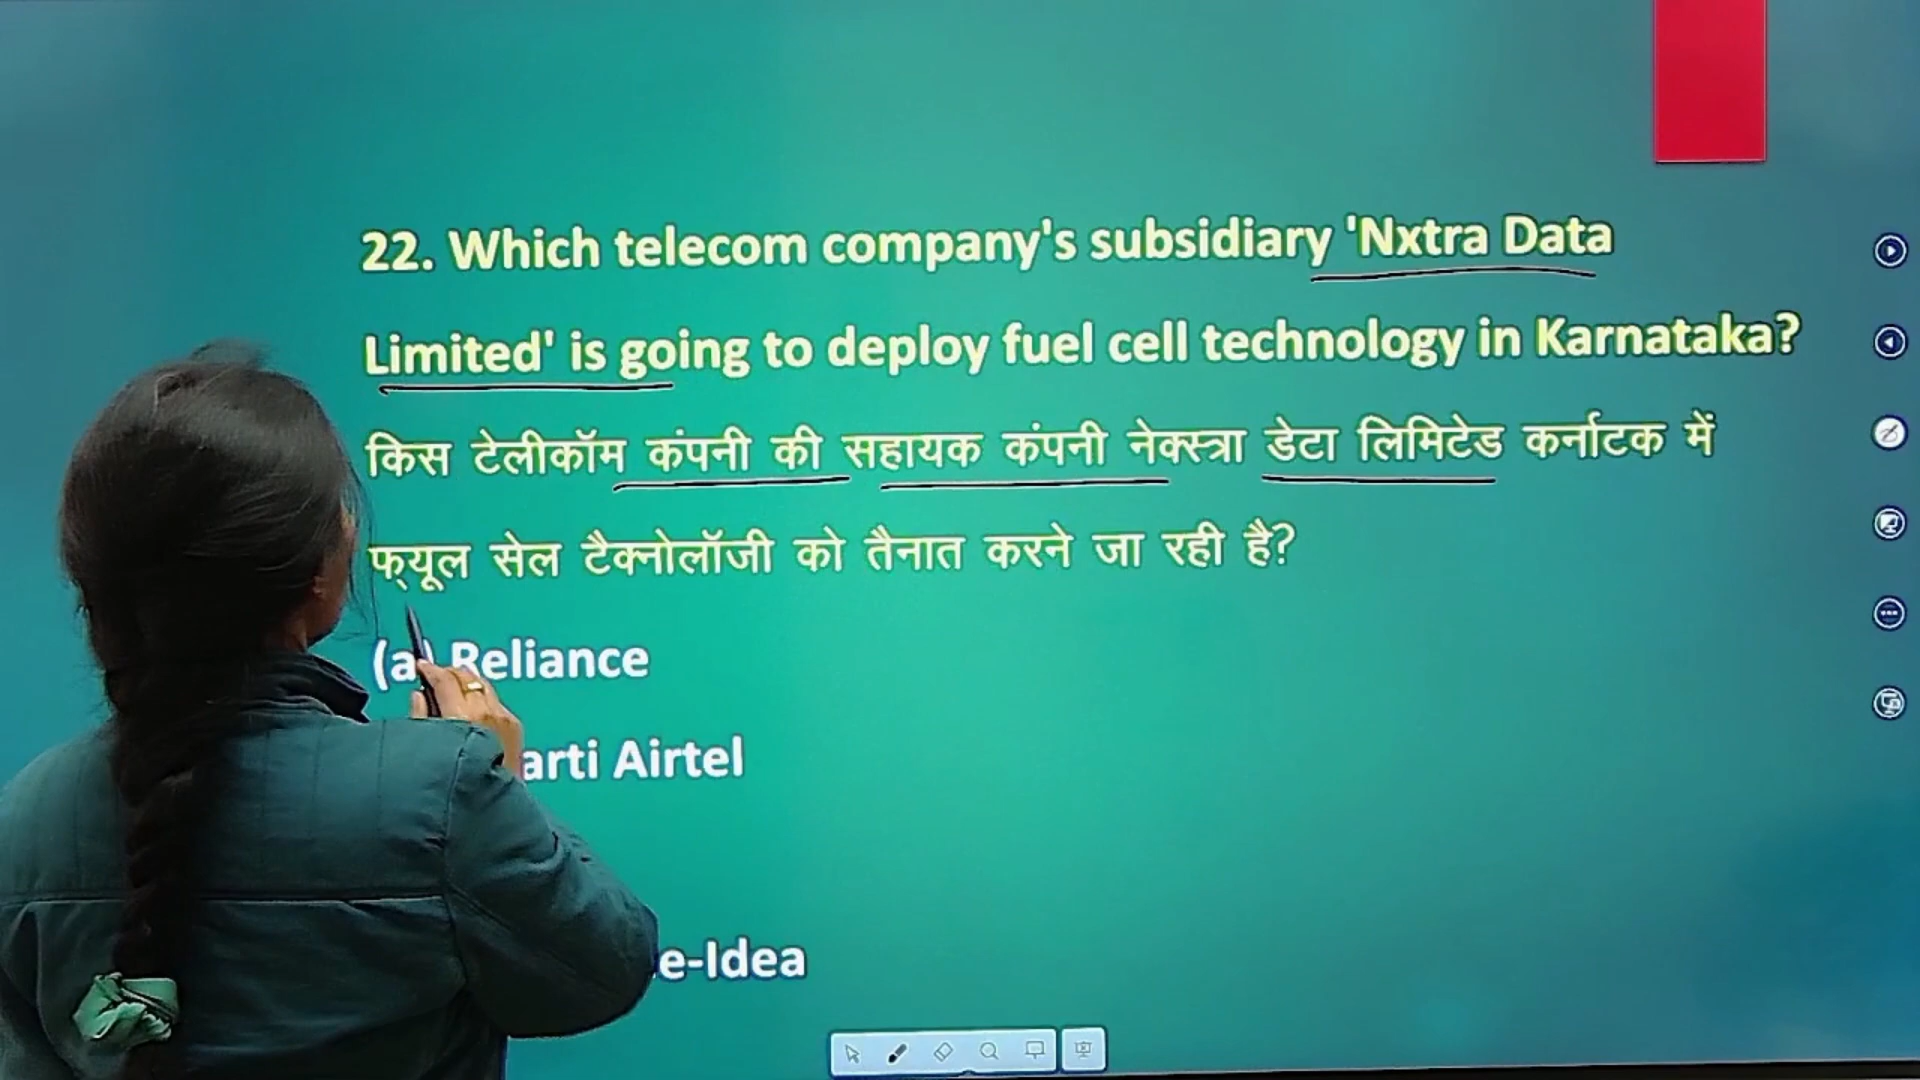 22. Which telecom company's subsidiary 'Nxtra Data
Limited' is going to deploy fuel cell technology in Karnataka?
किस टेलीकॉम कंपनी की सहायक कंपनी नेक्स्त्रा डेटा लिमिटेड कर्नाटक में
फ्यूल सेल टैक्नोलॉजी को तैनात करने जा रही है?
(a) Reliance
arti Airtel
e-Idea